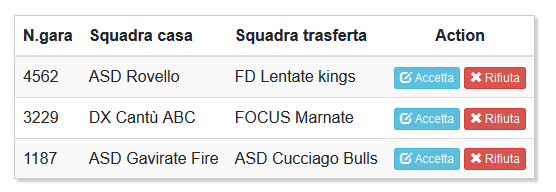 N.gara Squadra casa Squadra trasferta Action
4562 ASD Rovello FD Lentate kings Accetta Rifiuta
3229 DX Cantù ABC FOCUS Marnate Accetta Rifiuta
1187 ASD Gavirate Fire ASD Cucciago Bulls Accetta Rifiuta